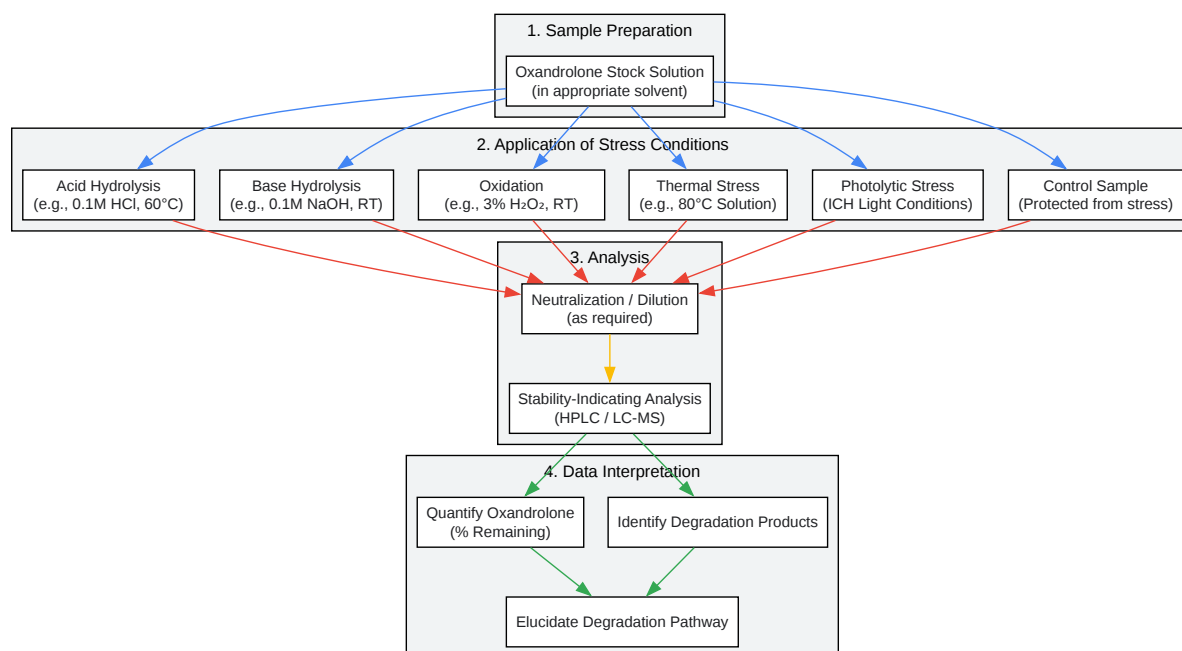 1. Sample Preparation
Oxandrolone Stock Solution
(in appropriate solvent)
2. Application of Stress Conditions
Acid Hydrolysis
(e.g., 0.1M HCl, 60°C)
Base Hydrolysis
(e.g., 0.1M NaOH, RT)
Oxidation
(e.g., 3% H₂O₂, RT)
Thermal Stress
(e.g., 80°C Solution)
Photolytic Stress
(ICH Light Conditions)
Control Sample
(Protected from stress)
3. Analysis
Neutralization / Dilution
(as required)
Stability-Indicating Analysis
(HPLC / LC-MS)
4. Data Interpretation
Quantify Oxandrolone
(% Remaining)
Identify Degradation Products
Elucidate Degradation Pathway